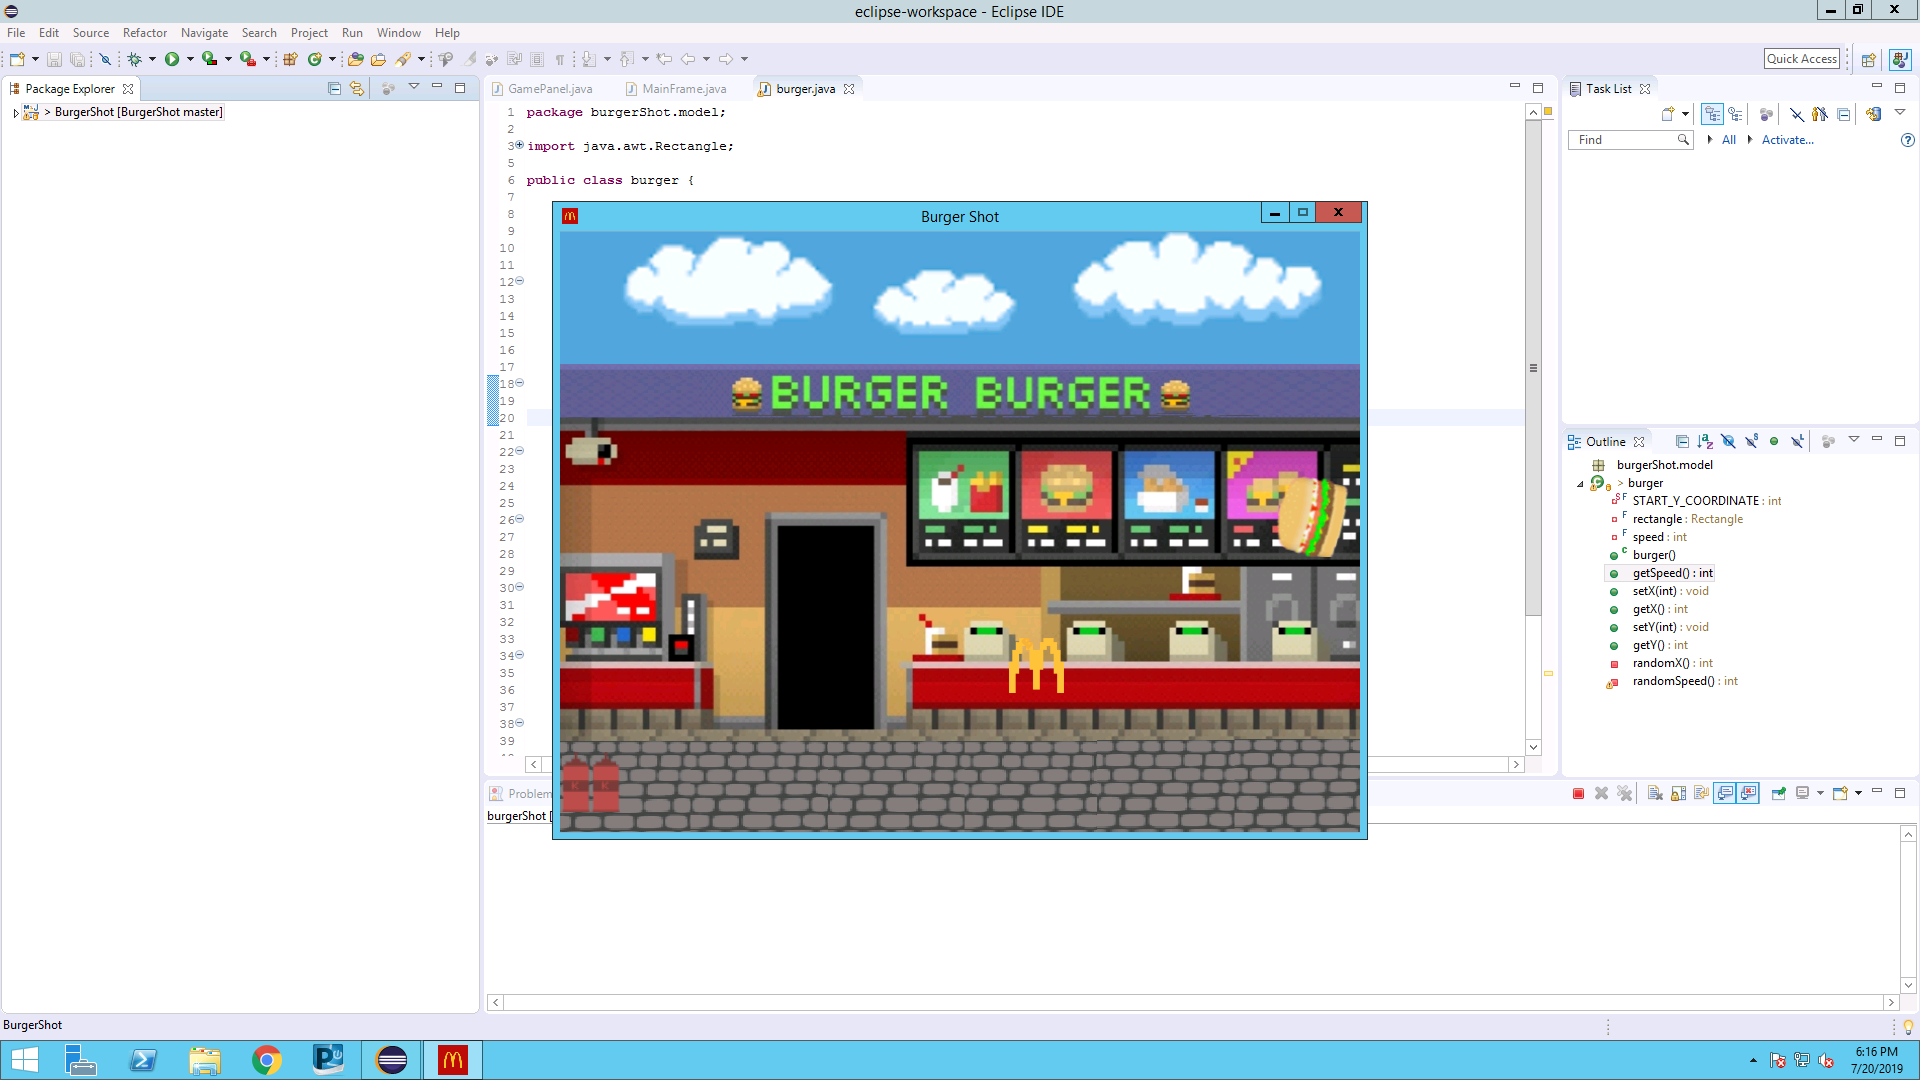 eclipse-workspace - Eclipse IDE
File Edit Source Refactor Navigate Search Project Run Window Help
Quick Access
Package Explorer
> BurgerShot [BurgerShot master]
GamePanel.java MainFrame.java burger.java
1 package burgerShot.model;
2
3 import java.awt.Rectangle;
5
6 public class burger {
7
8
9
10
11
12
13
14
15
16
17
18
19
20
21
22
23
24
25
26
27
28
29
30
31
32
33
34
35
36
37
38
39
Burger Shot
BURGER BURGER
Task List
Find
All Activate...
Outline
burgerShot.model
> burger
START_Y_COORDINATE : int
rectangle : Rectangle
speed : int
burger()
getSpeed() : int
setX(int) : void
getX() : int
setY(int) : void
getY() : int
randomX() : int
randomSpeed() : int
Problem
burgerShot [
BurgerShot
6:16 PM
7/20/2019